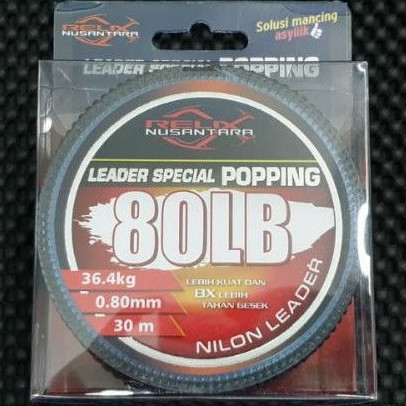 RELIX
NUSANTARA
Solusi mancing
asyiiik
LEADER SPECIAL POPPING
RELIX
NUSANTARA
LEADER SPECIAL POPPING
80LB
36.4kg
0.80mm
30 m
LEBIH KUAT DAN
8X LEBIH
TAHAN GESEK
NILON LEADER